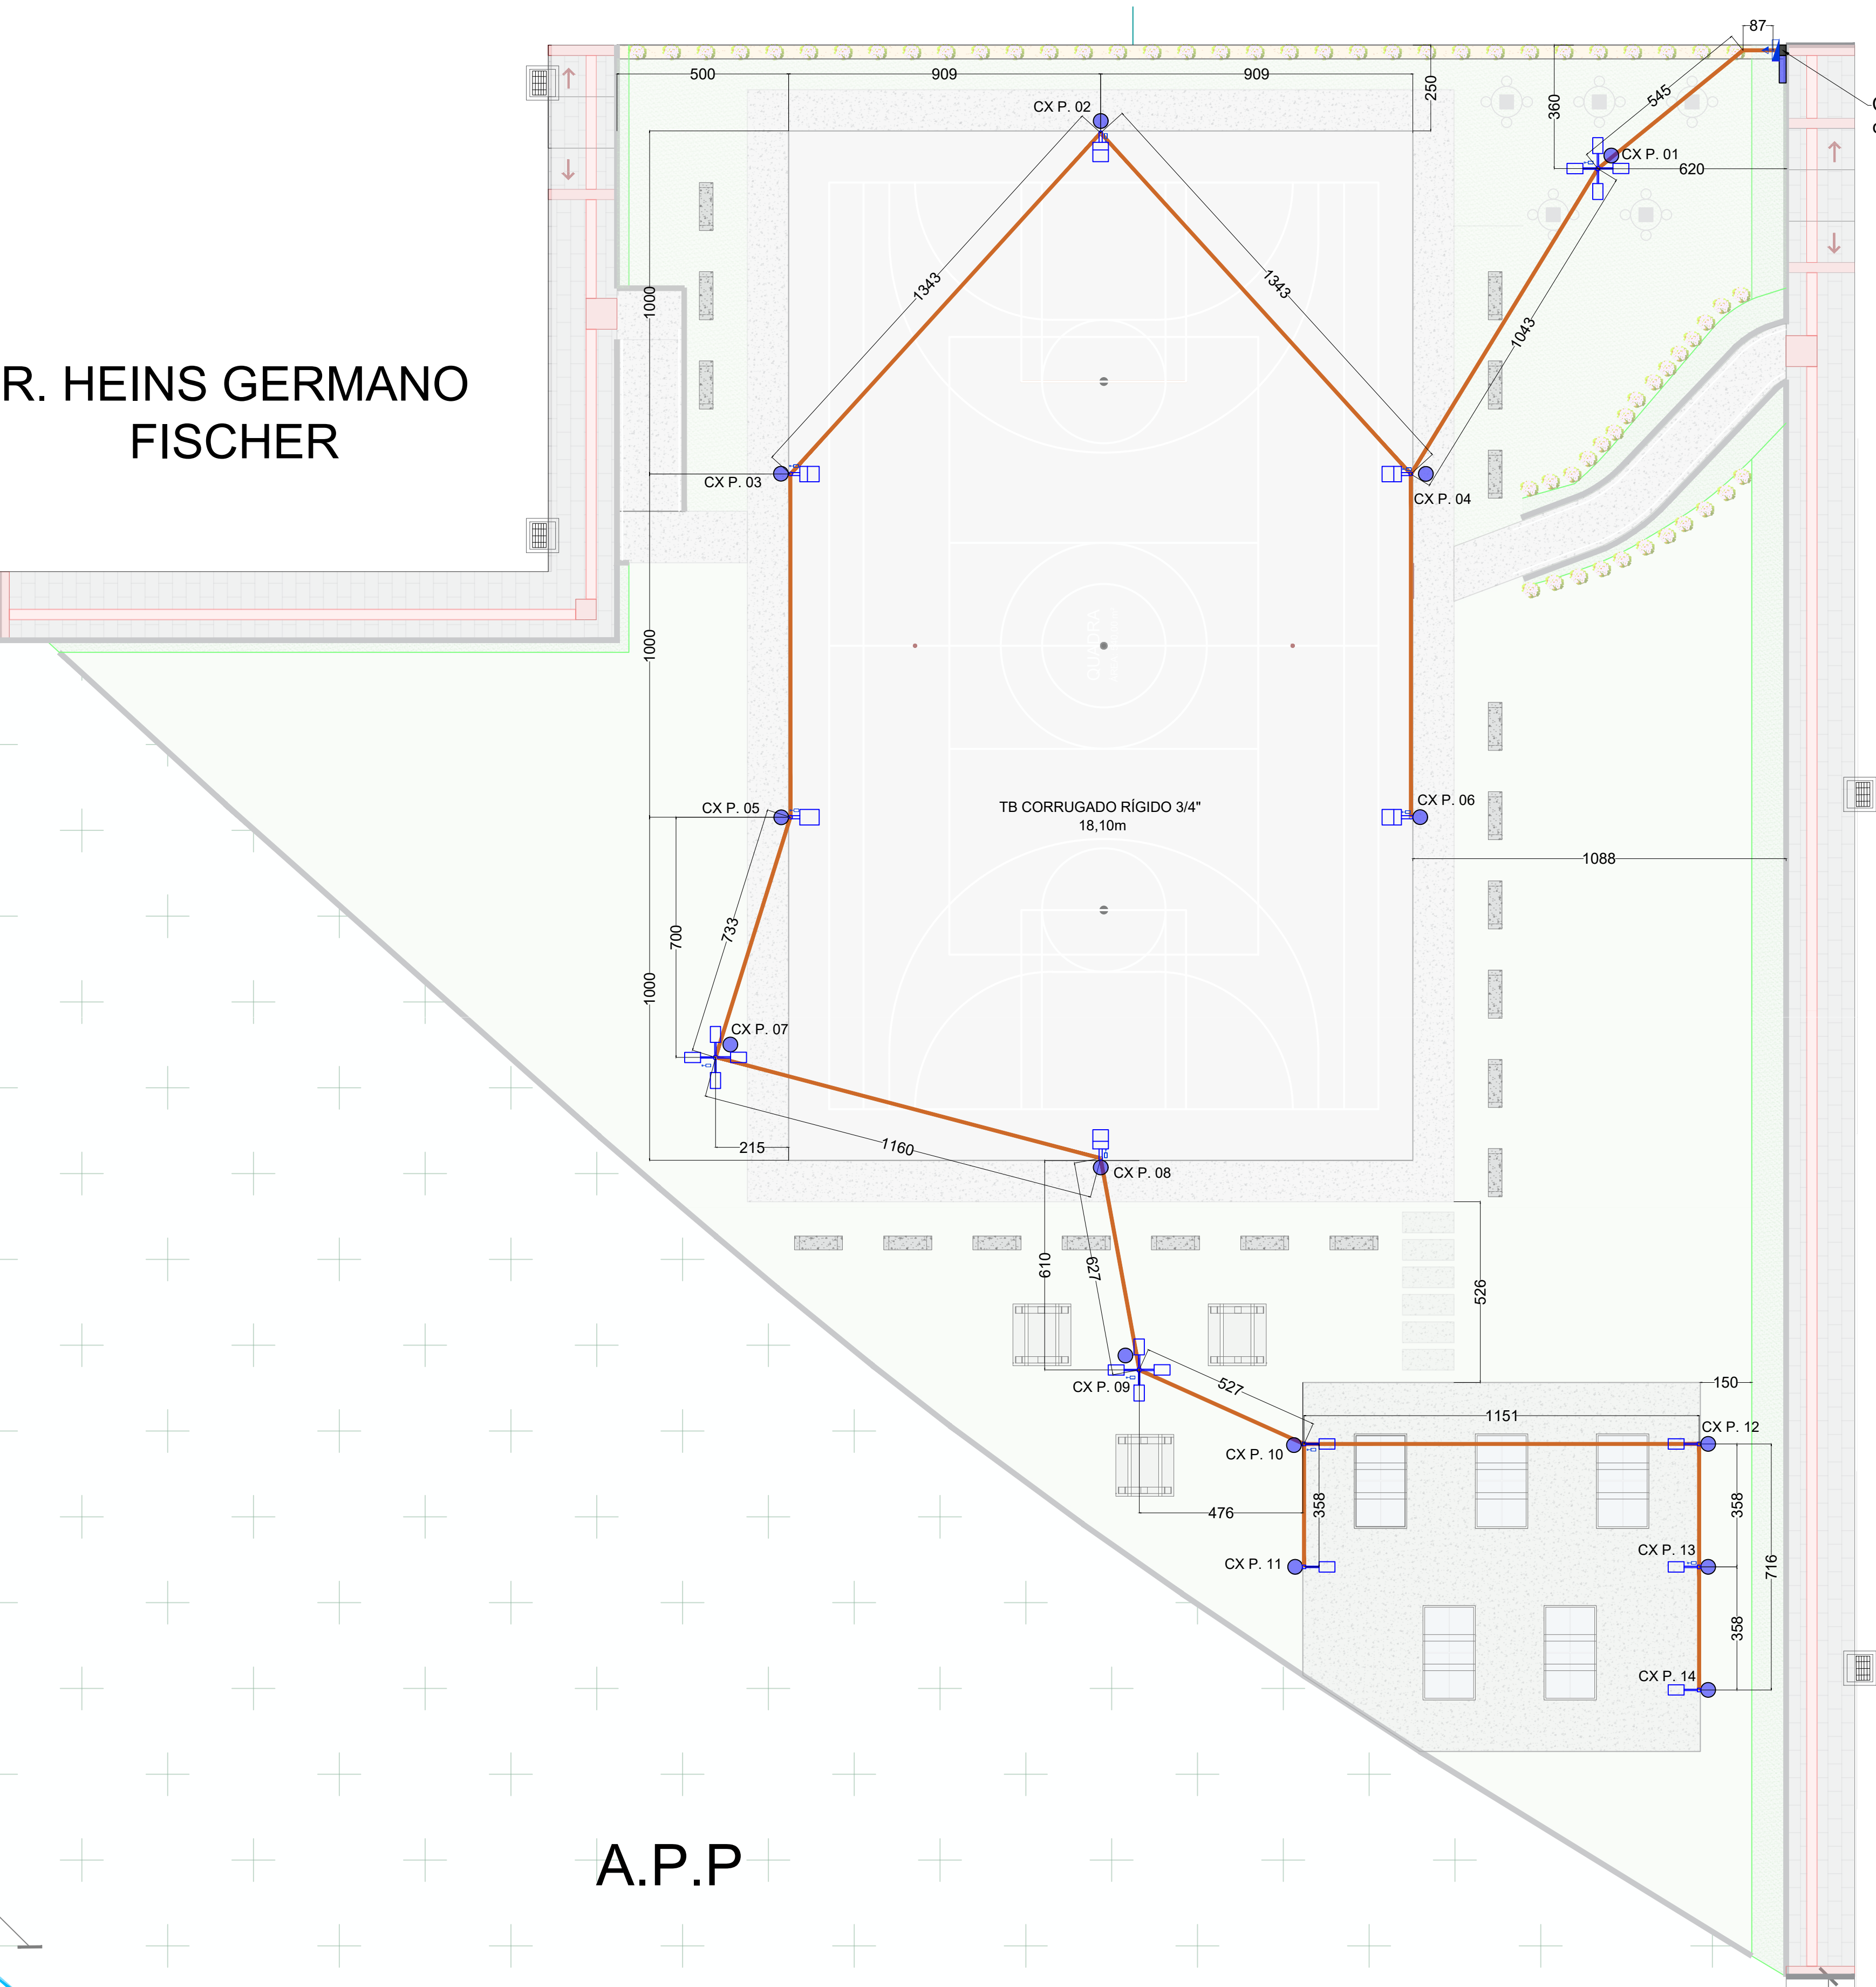 87
500
909
909
250
360
545
CX P. 02
CX P. 01
620
1000
1343
1343
1043
R. HEINS GERMANO
FISCHER
CX P. 03
CX P. 04
1000
QUADRA
CX P. 05
TB CORRUGADO RÍGIDO 3/4"
18,10m
CX P. 06
1088
700
733
1000
CX P. 07
215
1160
CX P. 08
610
627
526
CX P. 09
527
150
1151
CX P. 12
CX P. 10
476
358
358
CX P. 11
CX P. 13
716
358
CX P. 14
A.P.P